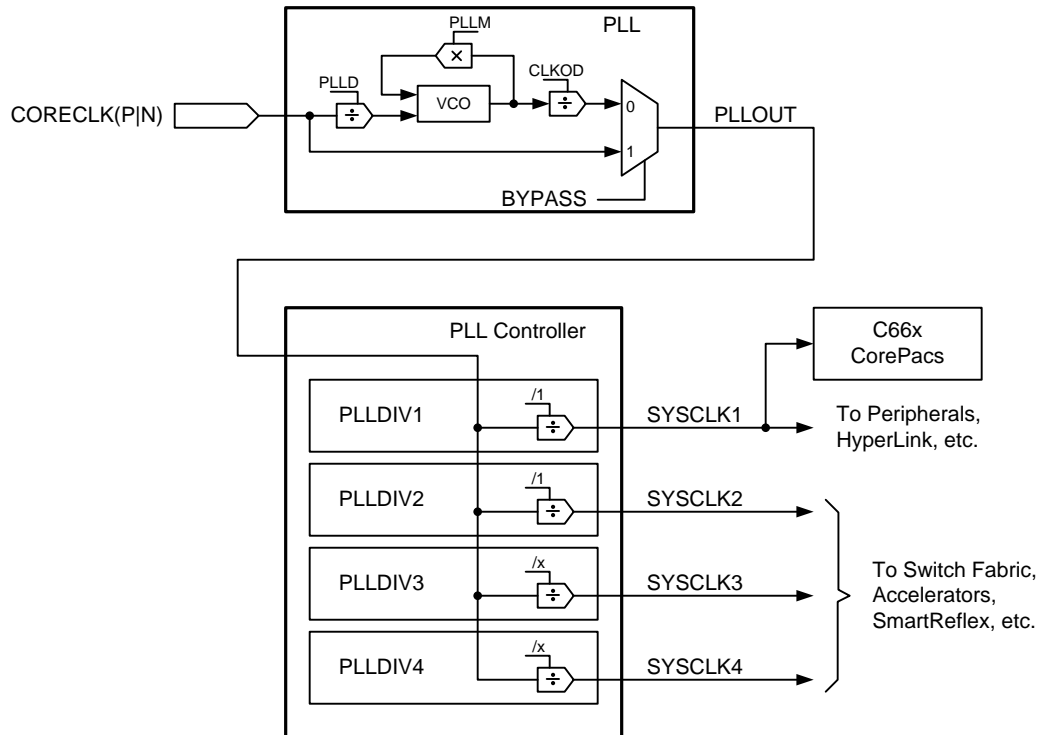 PLL
PLLM
×
PLLD
CLKOD
÷
VCO
÷
0
CORECLK(P|N)
PLLOUT
1
BYPASS
PLL Controller
C66x
CorePacs
PLLDIV1
/1
÷
SYSCLK1
To Peripherals,
HyperLink, etc.
PLLDIV2
/1
÷
SYSCLK2
PLLDIV3
/x
÷
SYSCLK3
To Switch Fabric,
Accelerators,
SmartReflex, etc.
PLLDIV4
/x
÷
SYSCLK4